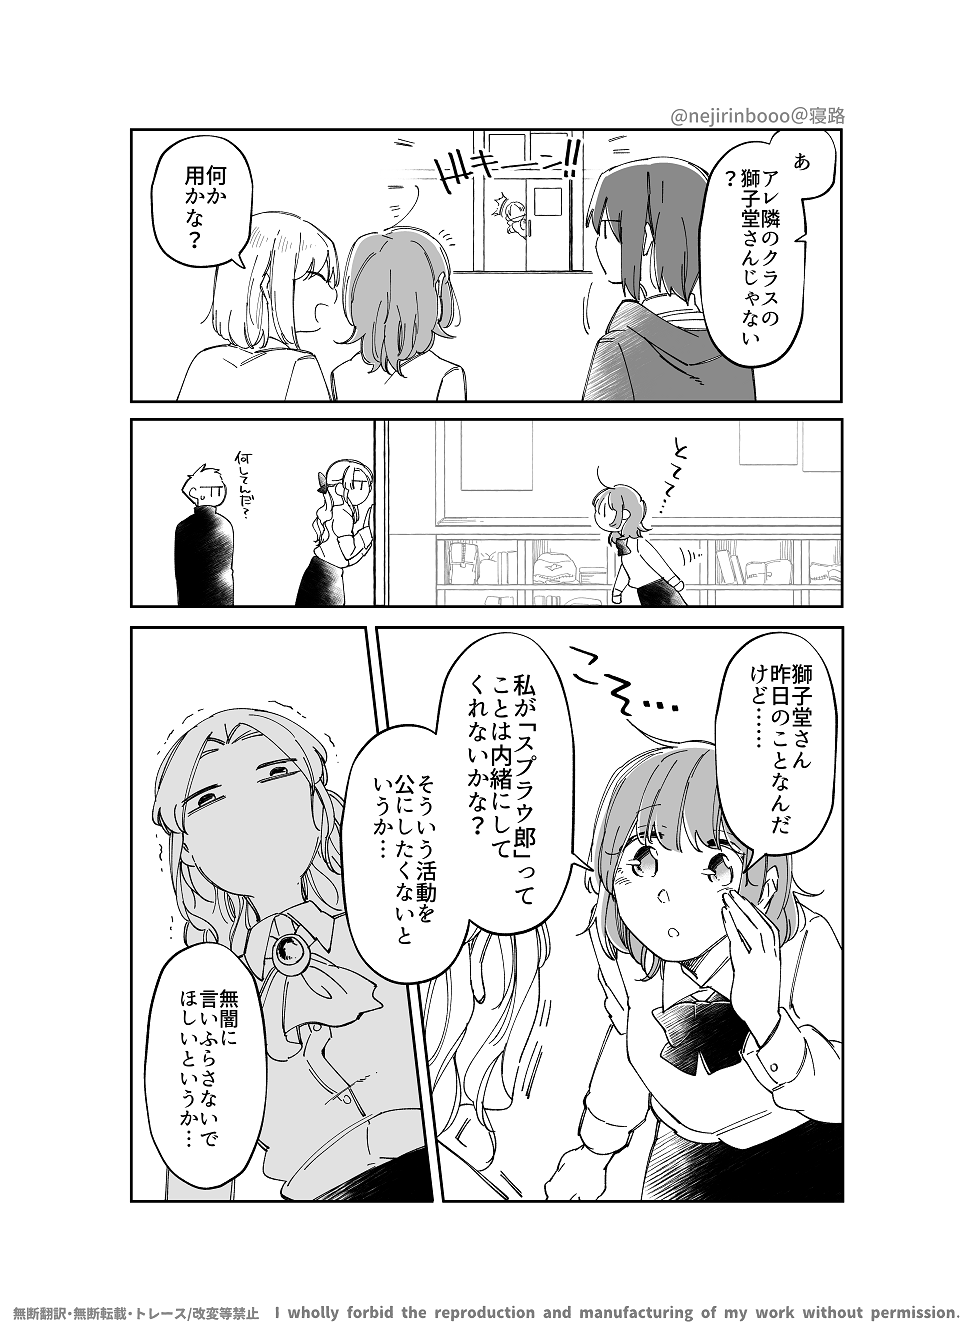 @nejirinbooo@寝路
あ
アレ隣のクラスの
獅子堂さんじゃない
？
ドキーン!!
何か
用かな？
とててて…
何してんだ？
獅子堂さん
昨日のことなんだ
けど……
こそ…
私が「スプラウ郎」って
ことは内緒にして
くれないかな？
そういう活動を
公にしたくないと
いうか…
無闇に
言いふらさないで
ほしいというか…
無断翻訳・無断転載・トレース/改変等禁止 I wholly forbid the reproduction and manufacturing of my work without permission.